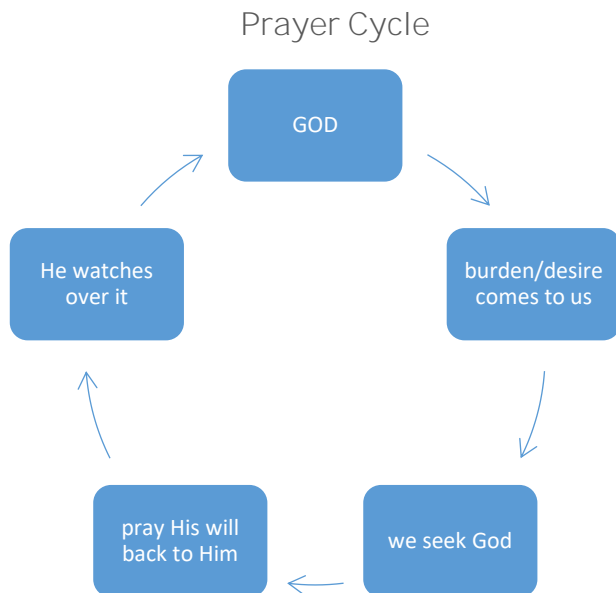 Prayer Cycle
GOD
burden/desire
comes to us
we seek God
pray His will
back to Him
He watches
over it